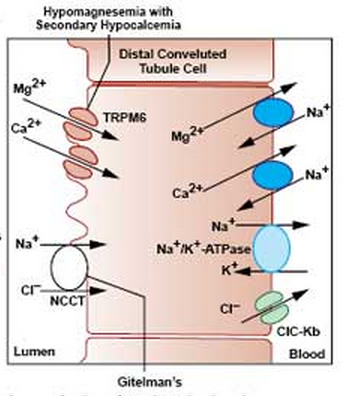 Hypomagnesemia with
Secondary Hypocalcemia
Distal Convoluted
Tubule Cell
Mg²⁺
TRPM6
Ca²⁺
Mg²⁺
Na⁺
Ca²⁺
Na⁺
Na⁺
Na⁺
Na⁺/K⁺-ATPase
K⁺
Cl⁻
NCCT
Cl⁻
ClC-Kb
Lumen
Blood
Gitelman's